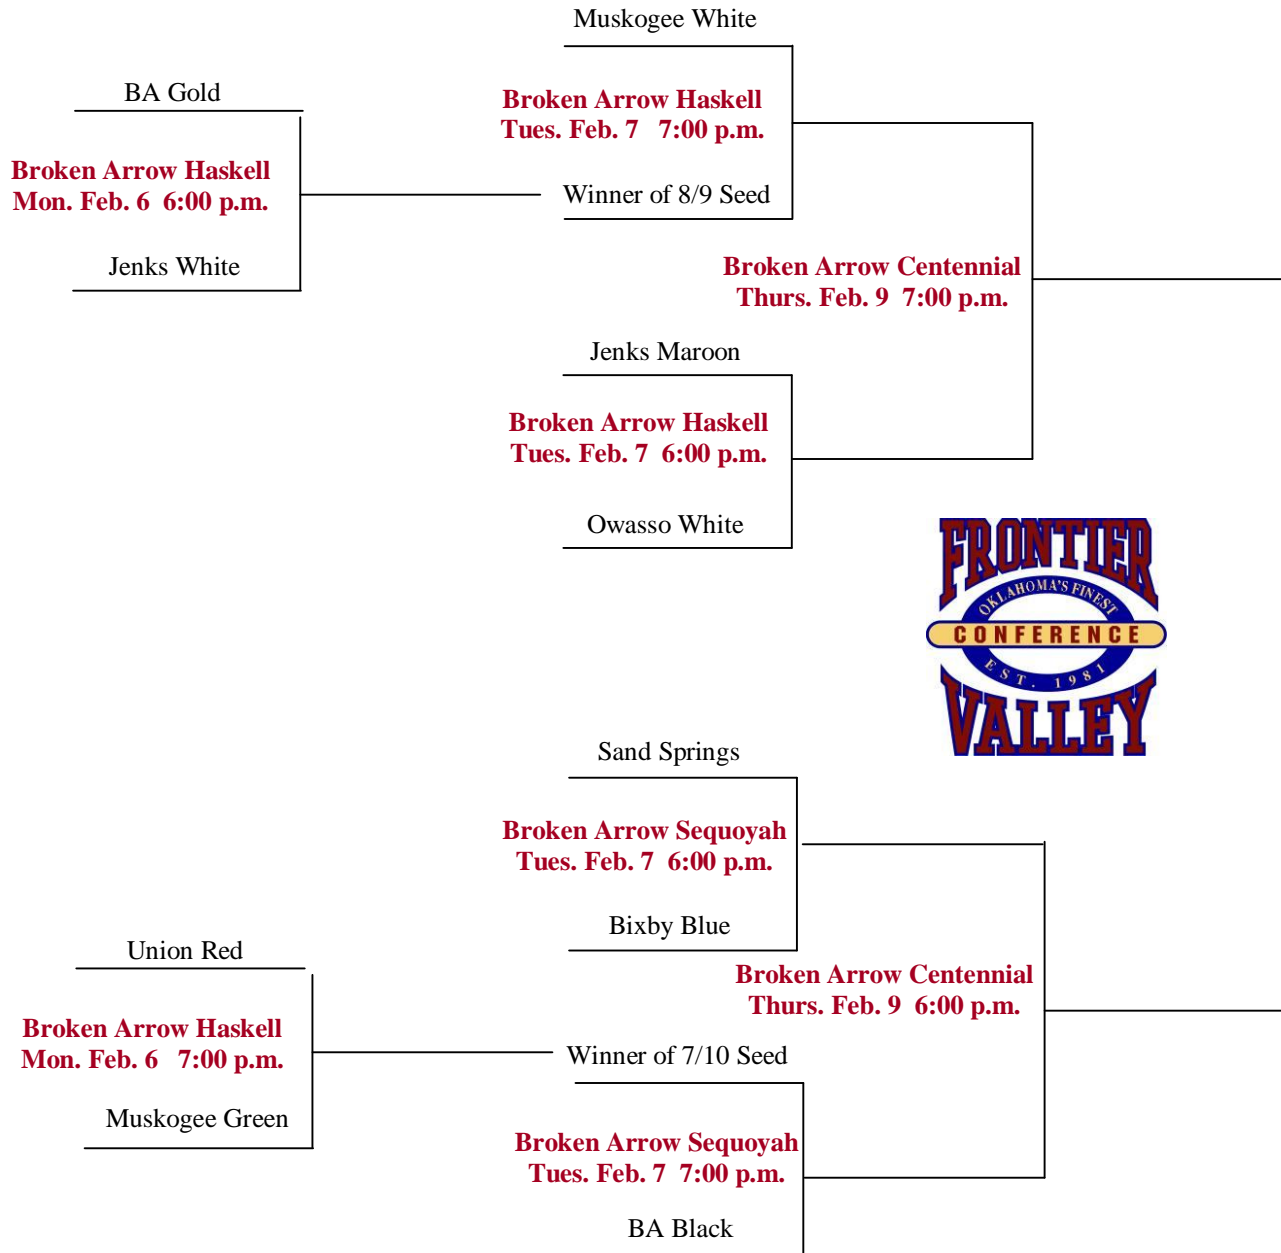 Muskogee White
BA Gold
Broken Arrow Haskell
Tues. Feb. 7 7:00 p.m.
Broken Arrow Haskell
Mon. Feb. 6 6:00 p.m.
Winner of 8/9 Seed
Jenks White
Broken Arrow Centennial
Thurs. Feb. 9 7:00 p.m.
Jenks Maroon
Broken Arrow Haskell
Tues. Feb. 7 6:00 p.m.
Owasso White
FRONTIER
OKLAHOMA'S FINEST
CONFERENCE
EST. 1981
VALLEY
Sand Springs
Broken Arrow Sequoyah
Tues. Feb. 7 6:00 p.m.
Bixby Blue
Union Red
Broken Arrow Centennial
Thurs. Feb. 9 6:00 p.m.
Broken Arrow Haskell
Mon. Feb. 6 7:00 p.m.
Winner of 7/10 Seed
Muskogee Green
Broken Arrow Sequoyah
Tues. Feb. 7 7:00 p.m.
BA Black